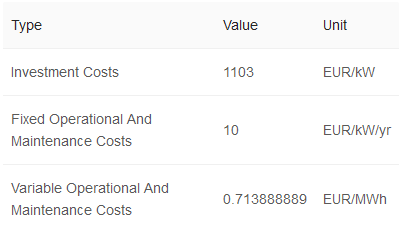 Type Value Unit
Investment Costs 1103 EUR/kW
Fixed Operational And
Maintenance Costs 10 EUR/kW/yr
Variable Operational And
Maintenance Costs 0.713888889 EUR/MWh